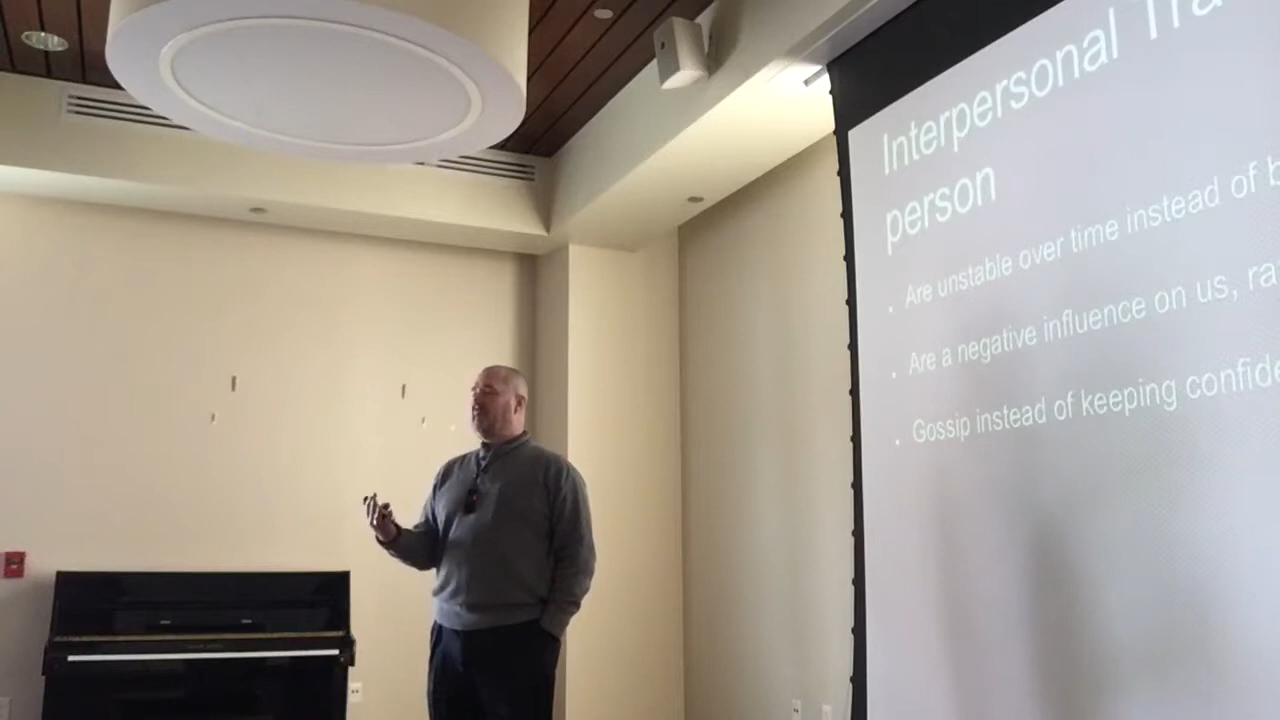 Interpersonal Tra
person
. Are unstable over time instead of b
. Are a negative influence on us, ra
. Gossip instead of keeping confide